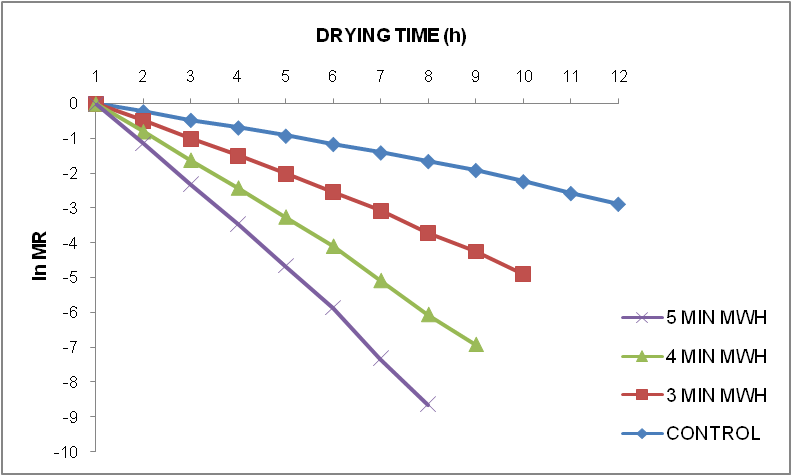 DRYING TIME (h)
1 2 3 4 5 6 7 8 9 10 11 12
0
-1
-2
-3
-4
-5
-6
-7
-8
-9
-10
ln MR
5 MIN MWH
4 MIN MWH
3 MIN MWH
CONTROL